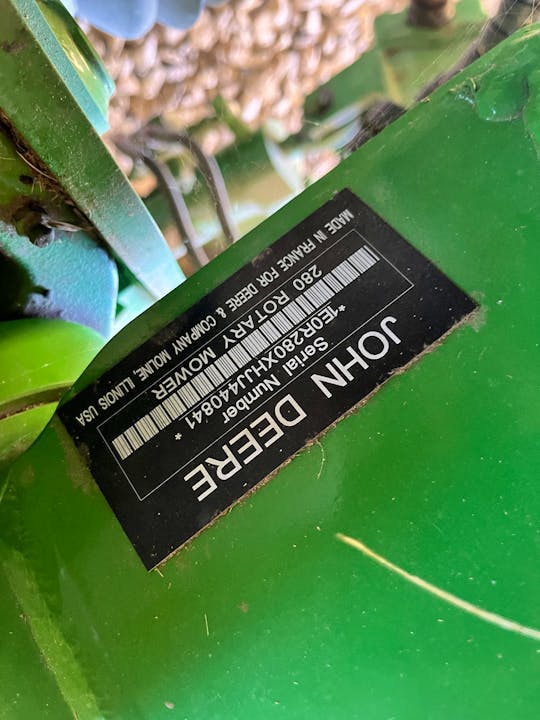 JOHN DEERE
Serial Number
*1E0R280XHJJ440841 *
280 ROTARY MOWER
MADE IN FRANCE FOR DEERE & COMPANY MOLINE, ILLINOIS USA